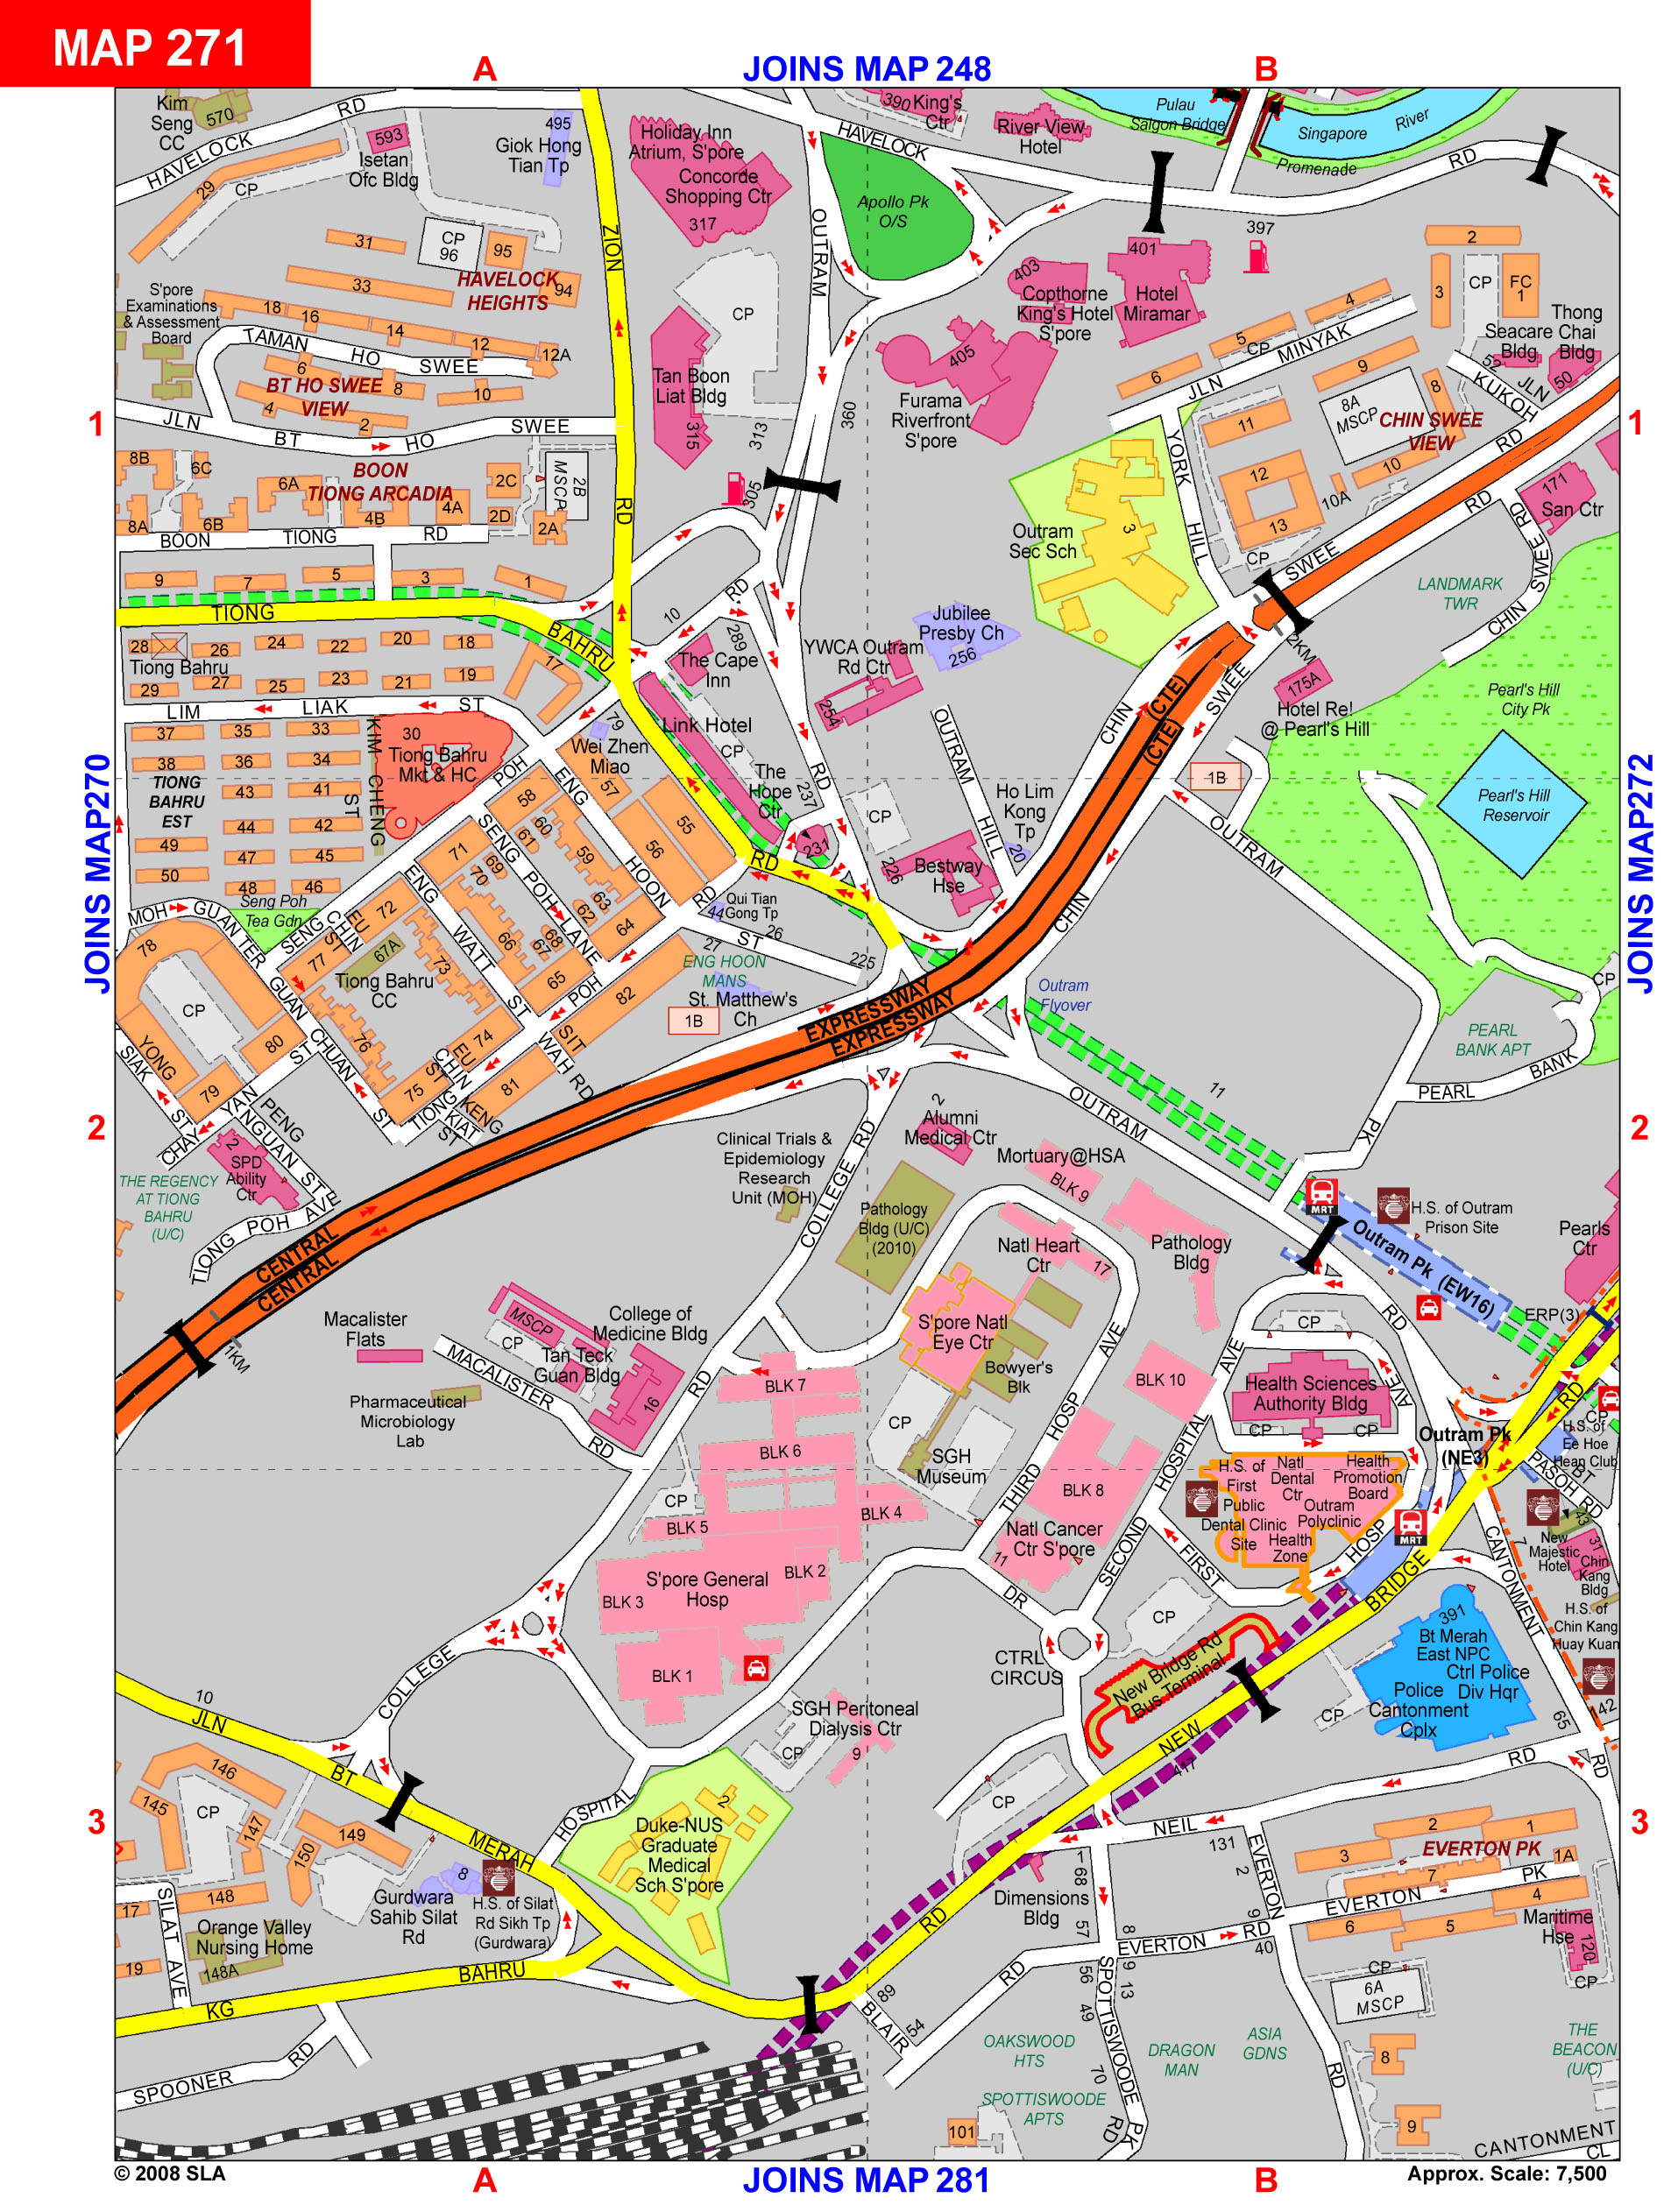 MAP 271
A
JOINS MAP 248
B
Kim
Seng
CC
570
HAVELOCK
RD
593
Isetan
Ofc Bldg
495
Giok Hong
Tian Tp
Holiday Inn
Atrium, S'pore
Concorde
Shopping Ctr
317
390
King's
Ctr
HAVELOCK
River View
Hotel
Pulau
Saigon Bridge
Singapore
River
Promenade
RD
29
CP
31
CP
96
95
HAVELOCK
HEIGHTS
94
33
ZION
OUTRAM
Apollo Pk
O/S
397
401
403
Copthorne
King's Hotel
S'pore
Hotel
Miramar
2
3
CP
FC
1
4
5
CP
MINYAK
JLN
6
Thong
Chai
Bldg
Seacare
Bldg
52
50
JLN
KUKOH
S'pore
Examinations
& Assessment
Board
18
16
14
12
12A
TAMAN
HO
SWEE
6
BT HO SWEE
VIEW
8
10
4
2
JLN
BT
HO
SWEE
CP
Tan Boon
Liat Bldg
315
313
360
405
Furama
Riverfront
S'pore
9
8A
MSCP
8
CHIN SWEE
VIEW
10
RD
11
12
10A
13
CP
1
1
8B
6C
BOON
TIONG ARCADIA
6A
8A
6B
4B
4A
2C
2D
2A
2B
MSCP
BOON
TIONG
RD
RD
305
Outram
Sec Sch
3
YORK
HILL
SWEE
RD
171
San Ctr
CHIN
SWEE
RD
LANDMARK
TWR
9
7
5
3
1
TIONG
BAHRU
28
26
24
22
20
18
Tiong Bahru
29
27
25
23
21
19
17
LIM
LIAK
ST
10
RD
289
The Cape
Inn
YWCA Outram
Rd Ctr
254
Jubilee
Presby Ch
256
2KM
175A
Hotel Re!
@ Pearl's Hill
Pearl's Hill
City Pk
CHIN
SWEE
(CTE)
(CTE)
37
35
33
38
36
34
TIONG
BAHRU
EST
43
41
44
42
49
47
45
50
48
46
KIM
CHENG
ST
30
Tiong Bahru
Mkt & HC
79
Wei Zhen
Miao
Link Hotel
CP
The
Hope
Ctr
237
231
RD
OUTRAM
HILL
Ho Lim
Kong
Tp
20
CP
226
Bestway
Hse
1B
OUTRAM
Pearl's Hill
Reservoir
JOINS MAP270
JOINS MAP272
POH
SENG
ENG
HOON
58
57
60
61
59
71
69
70
56
55
63
62
64
68
67
66
65
SENG POH LANE
72
ENG
WATT
ST
RD
Qui Tian
Gong Tp
44
26
ST
27
ENG HOON
MANS
St. Matthew's
Ch
225
1B
Seng Poh
Tea Gdn
MOH
GUAN
TER
78
EU
CHIN
ST
77
67A
Tiong Bahru
CC
73
76
74
75
81
82
POH
SIT
WAH RD
EU
CHIN
ST
TIONG
KIAT
ST
KENG
GUAN
CHUAN
ST
CP
80
79
YONG
SIAK
ST
CHAY
YAN
ST
PENG
YANGUAN STE
2
SPD
Ability
Ctr
THE REGENCY
AT TIONG
BAHRU
(U/C)
TIONG
POH
AVE
EXPRESSWAY
EXPRESSWAY
CENTRAL
CENTRAL
1KM
CHIN
Outram
Flyover
PEARL
BANK APT
CP
PEARL
BANK
11
PK
2
2
OUTRAM
Clinical Trials &
Epidemiology
Research
Unit (MOH)
COLLEGE RD
2
Alumni
Medical Ctr
Mortuary@HSA
BLK 9
Pathology
Bldg (U/C)
(2010)
Natl Heart
Ctr
17
Pathology
Bldg
MRT
H.S. of Outram
Prison Site
Outram Pk (EW16)
Pearls
Ctr
ERP(3)
Macalister
Flats
MSCP
CP
College of
Medicine Bldg
Tan Teck
Guan Bldg
16
MACALISTER
RD
Pharmaceutical
Microbiology
Lab
RD
S'pore Natl
Eye Ctr
Bowyer's
Blk
AVE
HOSP
THIRD
CP
SGH
Museum
BLK 7
BLK 6
BLK 5
BLK 4
CP
BLK 3
BLK 2
BLK 1
S'pore General
Hosp
BLK 10
BLK 8
Natl Cancer
Ctr S'pore
11
CP
AVE
AVE
RD
Health Sciences
Authority Bldg
CP
CP
SECOND
HOSPITAL
Outram Pk
(NE3)
RD
CP
H.S. of
Ee Hoe
Hean Club
BT
PASOH RD
H.S. of
First
Public
Dental Clinic
Site
Natl
Dental
Ctr
Health
Promotion
Board
Outram
Polyclinic
Health
Zone
FIRST
HOSP
MRT
CANTONMENT
7
43
New
Majestic
Hotel
31
Chin
Kang
Bldg
H.S. of
Chin Kang
Huay Kuan
DR
CP
CTRL
CIRCUS
New Bridge Rd
Bus Terminal
BRIDGE
391
Bt Merah
East NPC
Ctrl Police
Div Hqr
Police
Cantonment
Cplx
CP
65
142
RD
COLLEGE
10
JLN
BT
MERAH
SGH Peritoneal
Dialysis Ctr
CP
9
NEW
417
146
145
CP
147
150
149
148
HOSPITAL
Duke-NUS
Graduate
Medical
Sch S'pore
2
CP
NEIL
RD
131
1
168
Dimensions
Bldg
57
2
EVERTON
9
2
1
EVERTON PK
3
7
1A
PK
4
EVERTON
6
5
3
3
17
SILAT AVE
19
Orange Valley
Nursing Home
148A
8
Gurdwara
Sahib Silat
Rd
H.S. of Silat
Rd Sikh Tp
(Gurdwara)
KG
BAHRU
RD
8
EVERTON
RD
40
9
13
56
49
RD
89
54
BLAIR
SPOTTISWOODE
PK
RD
70
Maritime
Hse
120
CP
CP
6A
MSCP
SPOONER
RD
OAKSWOOD
HTS
SPOTTISWOODE
APTS
DRAGON
MAN
ASIA
GDNS
THE
BEACON
(U/C)
8
9
101
RD
CANTONMENT
CL
© 2008 SLA
A
JOINS MAP 281
B
Approx. Scale: 7,500